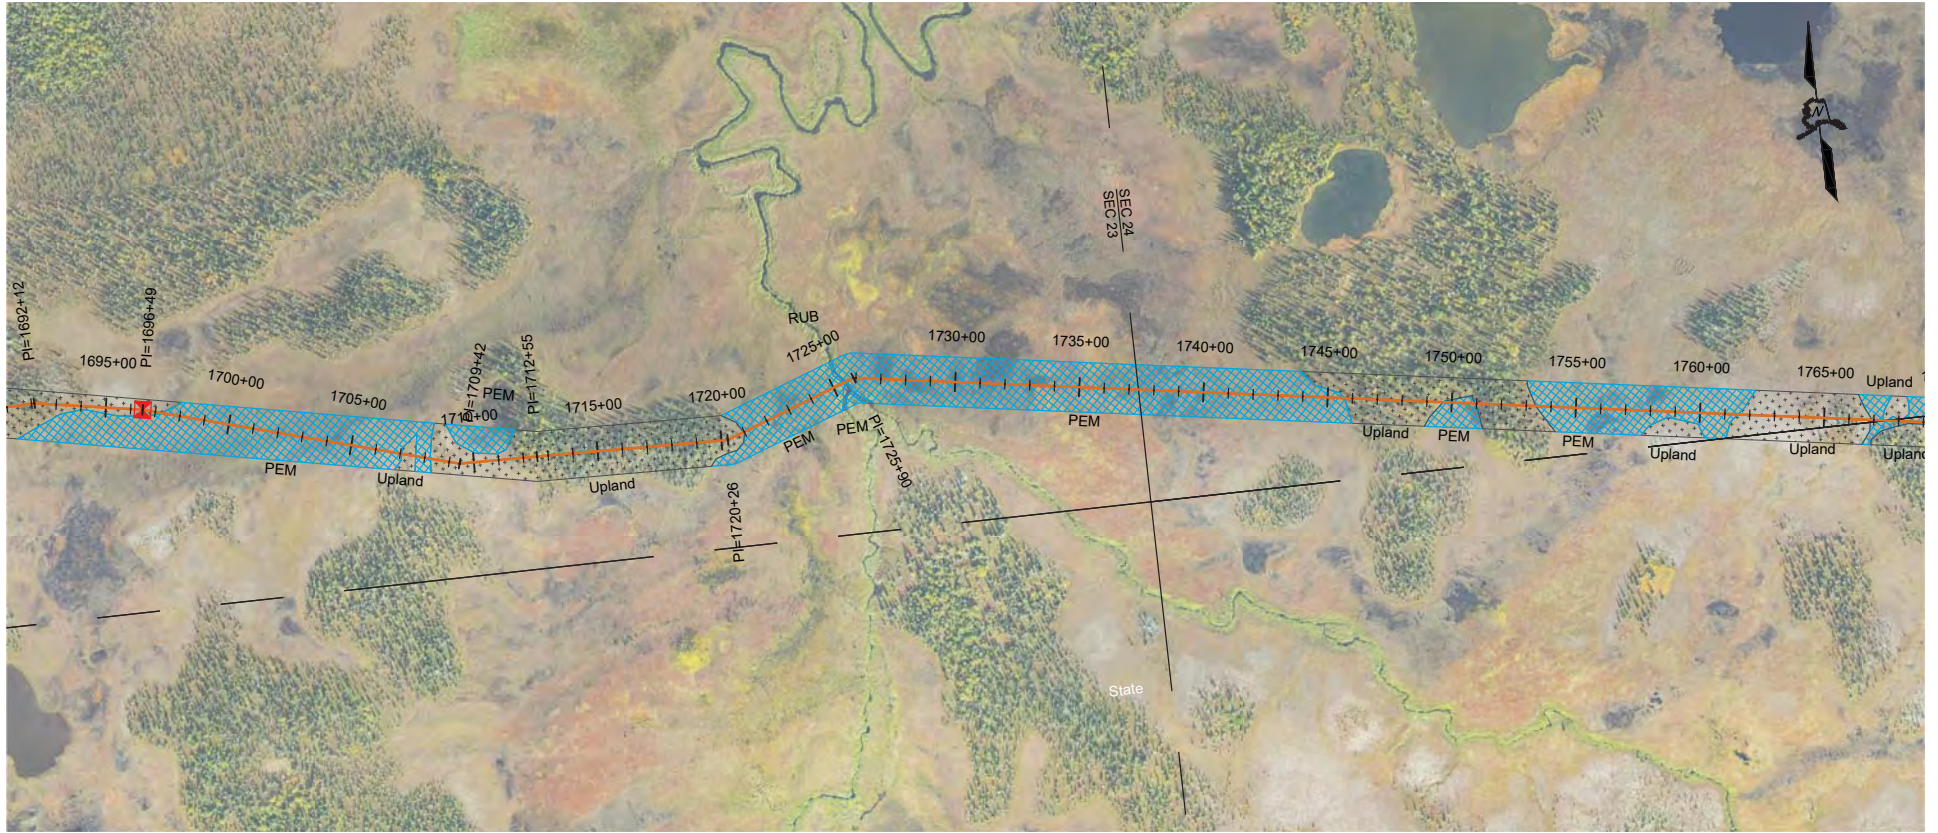 N
SEC 24
SEC 23
PI=1692+12
PI=1696+49
1695+00
1700+00
1705+00
PI=1709+42
1710+00
PEM
PI=1712+55
1715+00
1720+00
RUB
1725+00
1730+00
1735+00
1740+00
1745+00
1750+00
1755+00
1760+00
1765+00
Upland
PEM
Upland
Upland
PI=1720+26
PEM
PEM
PI=1725+90
PEM
Upland
PEM
PEM
Upland
Upland
Upland
State